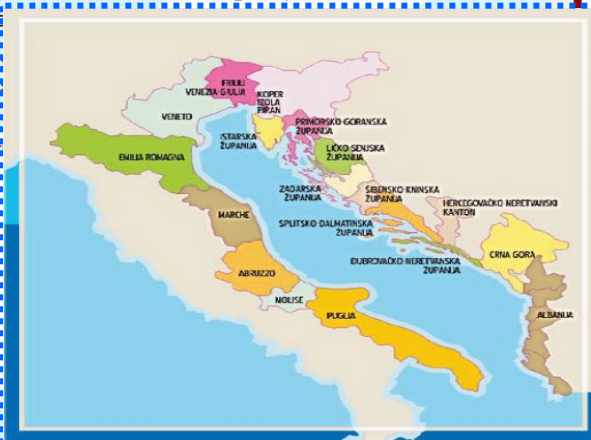 FRIULI
VENEZIA-GIULIA
KOPER
IZOLA
PIRAN
VENETO
PRIMORSKO-GORANSKA
ŽUPANIJA
ISTARSKA
ŽUPANIJA
LIČKO-SENJSKA
ŽUPANIJA
EMILIA ROMAGNA
ZADARSKA
ŽUPANIJA
ŠIBENSKO-KNINSKA
ŽUPANIJA
HERCEGOVAČKO NERETVANSKI
KANTON
MARCHE
SPLITSKO-DALMATINSKA
ŽUPANIJA
CRNA GORA
DUBROVAČKO-NERETVANSKA
ŽUPANIJA
ABRUZZO
MOLISE
PUGLIA
ALBANIJA